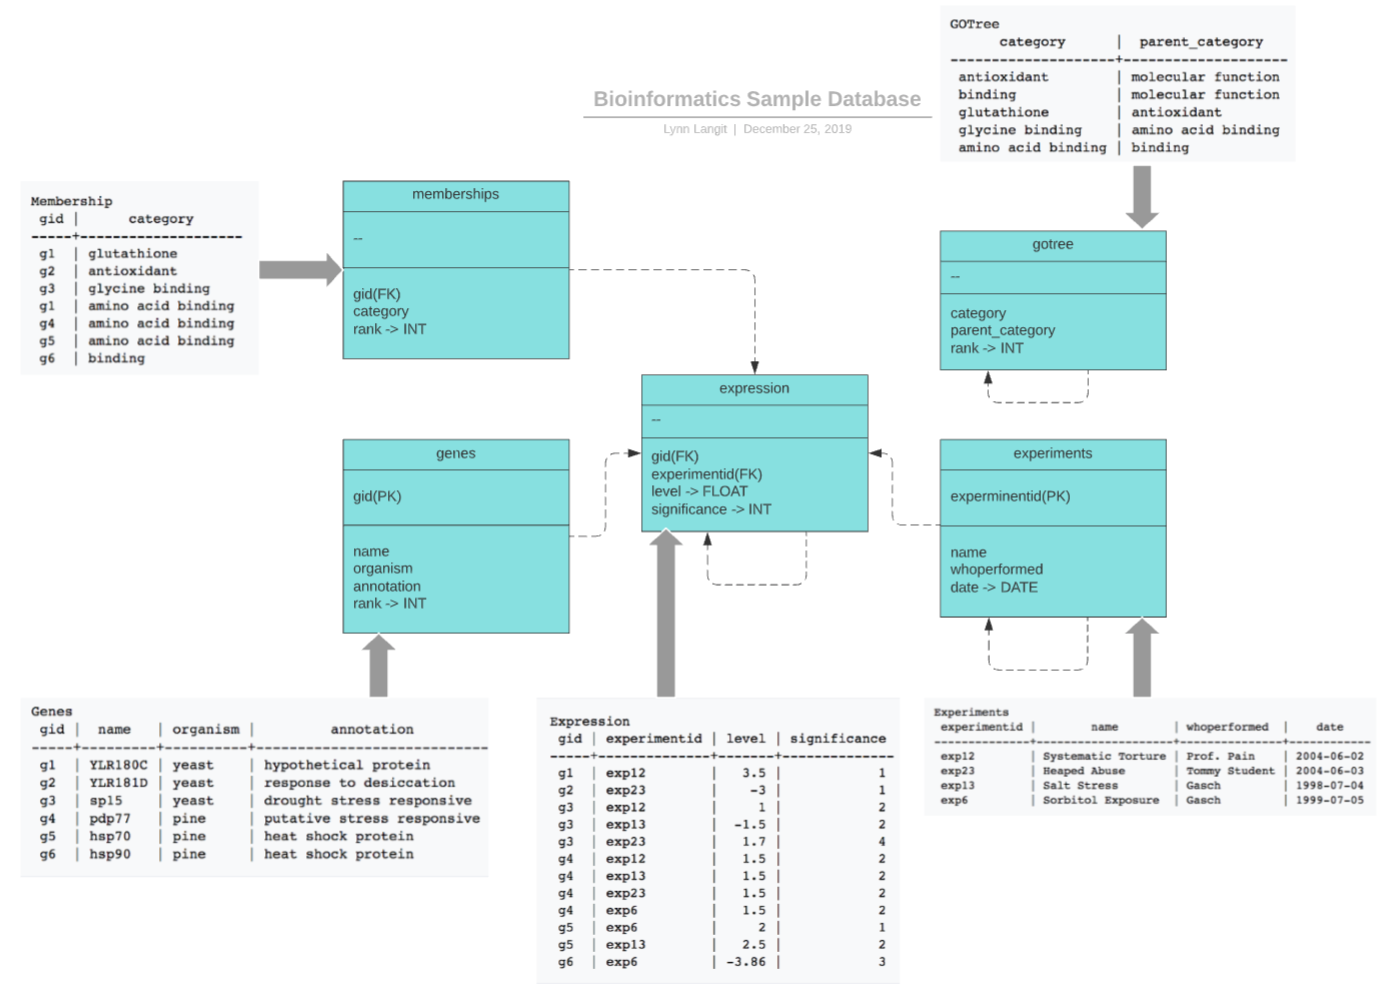 Bioinformatics Sample Database
Lynn Langit | December 25, 2019
GOTree
category | parent_category
--------------------+---------------------
antioxidant | molecular function
binding | molecular function
glutathione | antioxidant
glycine binding | amino acid binding
amino acid binding | binding
Membership
gid | category
-----+--------------------
g1 | glutathione
g2 | antioxidant
g3 | glycine binding
g1 | amino acid binding
g4 | amino acid binding
g5 | amino acid binding
g6 | binding
memberships
--
gid(FK)
category
rank -> INT
gotree
--
category
parent_category
rank -> INT
expression
--
gid(FK)
experimentid(FK)
level -> FLOAT
significance -> INT
genes
gid(PK)
name
organism
annotation
rank -> INT
experiments
experminentid(PK)
name
whoperformed
date -> DATE
Genes
gid | name | organism | annotation
-----+---------+----------+-------------------------
g1 | YLR180C | yeast | hypothetical protein
g2 | YLR181D | yeast | response to desiccation
g3 | sp15 | yeast | drought stress responsive
g4 | pdp77 | pine | putative stress responsive
g5 | hsp70 | pine | heat shock protein
g6 | hsp90 | pine | heat shock protein
Expression
gid | experimentid | level | significance
-----+--------------+-------+--------------
g1 | exp12 | 3.5 | 1
g2 | exp23 | -3 | 1
g3 | exp12 | 1 | 2
g3 | exp13 | -1.5 | 2
g3 | exp23 | 1.7 | 4
g4 | exp12 | 1.5 | 2
g4 | exp13 | 1.5 | 2
g4 | exp23 | 1.5 | 2
g4 | exp6 | 1.5 | 2
g5 | exp6 | 2 | 1
g5 | exp13 | 2.5 | 2
g6 | exp6 | -3.86 | 3
Experiments
experimentid | name | whoperformed | date
--------------+--------------------+---------------+------------
exp12 | Systematic Torture | Prof. Pain | 2004-06-02
exp23 | Heaped Abuse | Tommy Student | 2004-06-03
exp13 | Salt Stress | Gasch | 1998-07-04
exp6 | Sorbitol Exposure | Gasch | 1999-07-05